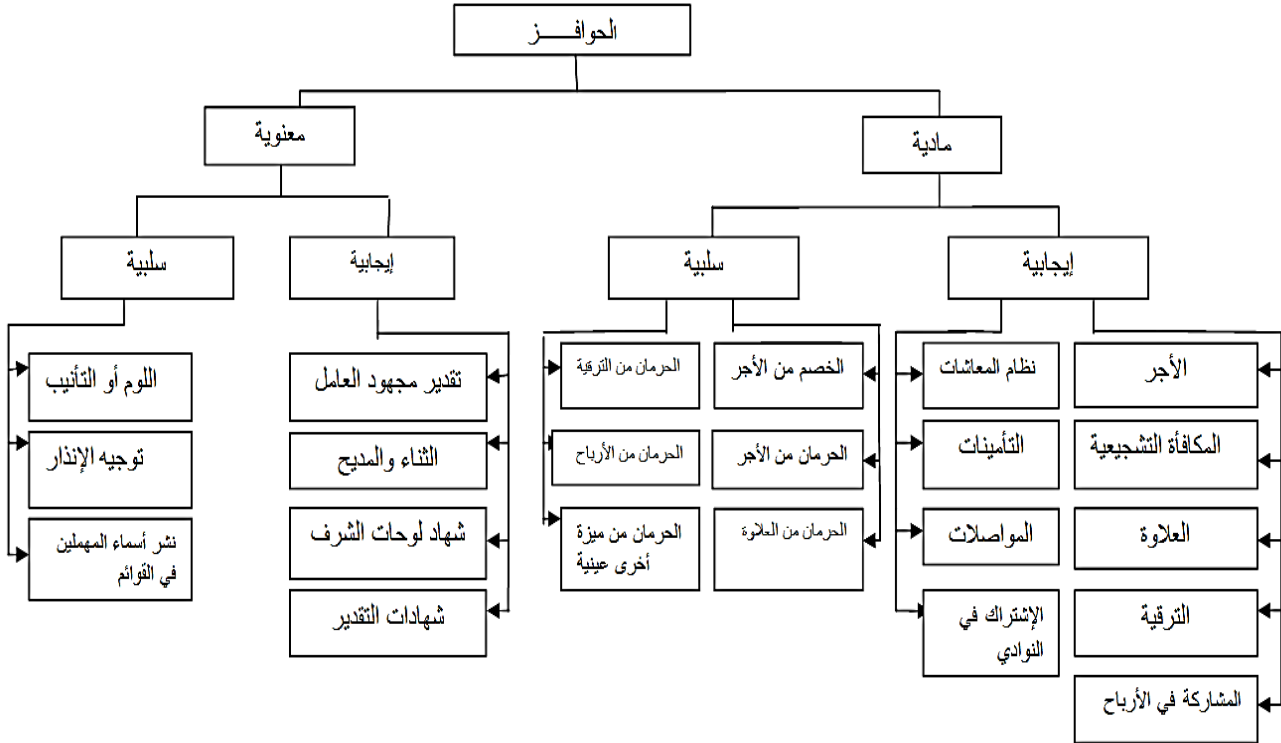 الحوافـــــز
مادية
معنوية
إيجابية
سلبية
إيجابية
سلبية
الأجر
المكافأة التشجيعية
العلاوة
الترقية
المشاركة في الأرباح
نظام المعاشات
التأمينات
المواصلات
الإشتراك في
النوادي
الخصم من الأجر
الحرمان من الأجر
الحرمان من العلاوة
الحرمان من الترقية
الحرمان من الأرباح
الحرمان من ميزة
أخرى عينية
تقدير مجهود العامل
الثناء والمديح
شهاد لوحات الشرف
شهادات التقدير
اللوم أو التأنيب
توجيه الإنذار
نشر أسماء المهملين
في القوائم